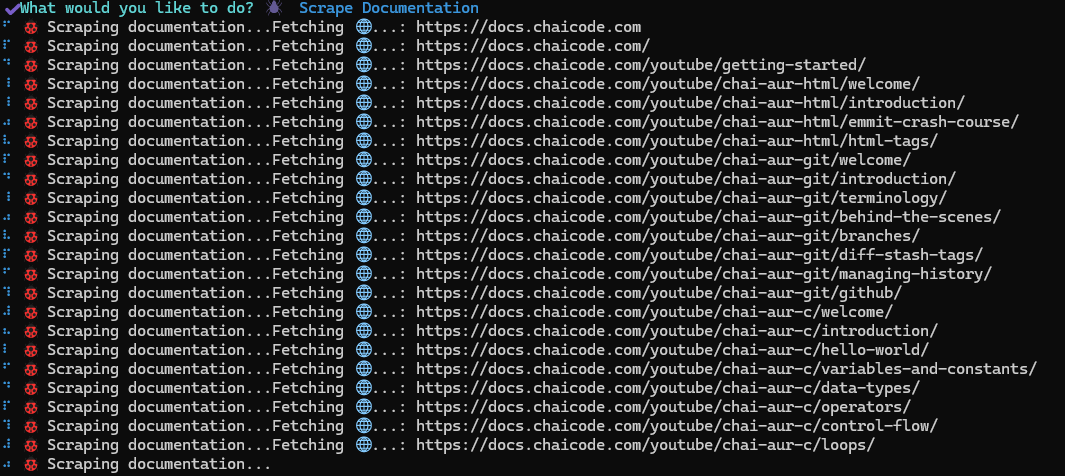 What would you like to do? Scrape Documentation
Scraping documentation...Fetching 🌐...: https://docs.chaicode.com
Scraping documentation...Fetching 🌐...: https://docs.chaicode.com/
Scraping documentation...Fetching 🌐...: https://docs.chaicode.com/youtube/getting-started/
Scraping documentation...Fetching 🌐...: https://docs.chaicode.com/youtube/chai-aur-html/welcome/
Scraping documentation...Fetching 🌐...: https://docs.chaicode.com/youtube/chai-aur-html/introduction/
Scraping documentation...Fetching 🌐...: https://docs.chaicode.com/youtube/chai-aur-html/emmit-crash-course/
Scraping documentation...Fetching 🌐...: https://docs.chaicode.com/youtube/chai-aur-html/html-tags/
Scraping documentation...Fetching 🌐...: https://docs.chaicode.com/youtube/chai-aur-git/welcome/
Scraping documentation...Fetching 🌐...: https://docs.chaicode.com/youtube/chai-aur-git/introduction/
Scraping documentation...Fetching 🌐...: https://docs.chaicode.com/youtube/chai-aur-git/terminology/
Scraping documentation...Fetching 🌐...: https://docs.chaicode.com/youtube/chai-aur-git/behind-the-scenes/
Scraping documentation...Fetching 🌐...: https://docs.chaicode.com/youtube/chai-aur-git/branches/
Scraping documentation...Fetching 🌐...: https://docs.chaicode.com/youtube/chai-aur-git/diff-stash-tags/
Scraping documentation...Fetching 🌐...: https://docs.chaicode.com/youtube/chai-aur-git/managing-history/
Scraping documentation...Fetching 🌐...: https://docs.chaicode.com/youtube/chai-aur-git/github/
Scraping documentation...Fetching 🌐...: https://docs.chaicode.com/youtube/chai-aur-c/welcome/
Scraping documentation...Fetching 🌐...: https://docs.chaicode.com/youtube/chai-aur-c/introduction/
Scraping documentation...Fetching 🌐...: https://docs.chaicode.com/youtube/chai-aur-c/hello-world/
Scraping documentation...Fetching 🌐...: https://docs.chaicode.com/youtube/chai-aur-c/variables-and-constants/
Scraping documentation...Fetching 🌐...: https://docs.chaicode.com/youtube/chai-aur-c/data-types/
Scraping documentation...Fetching 🌐...: https://docs.chaicode.com/youtube/chai-aur-c/operators/
Scraping documentation...Fetching 🌐...: https://docs.chaicode.com/youtube/chai-aur-c/control-flow/
Scraping documentation...Fetching 🌐...: https://docs.chaicode.com/youtube/chai-aur-c/loops/
Scraping documentation...